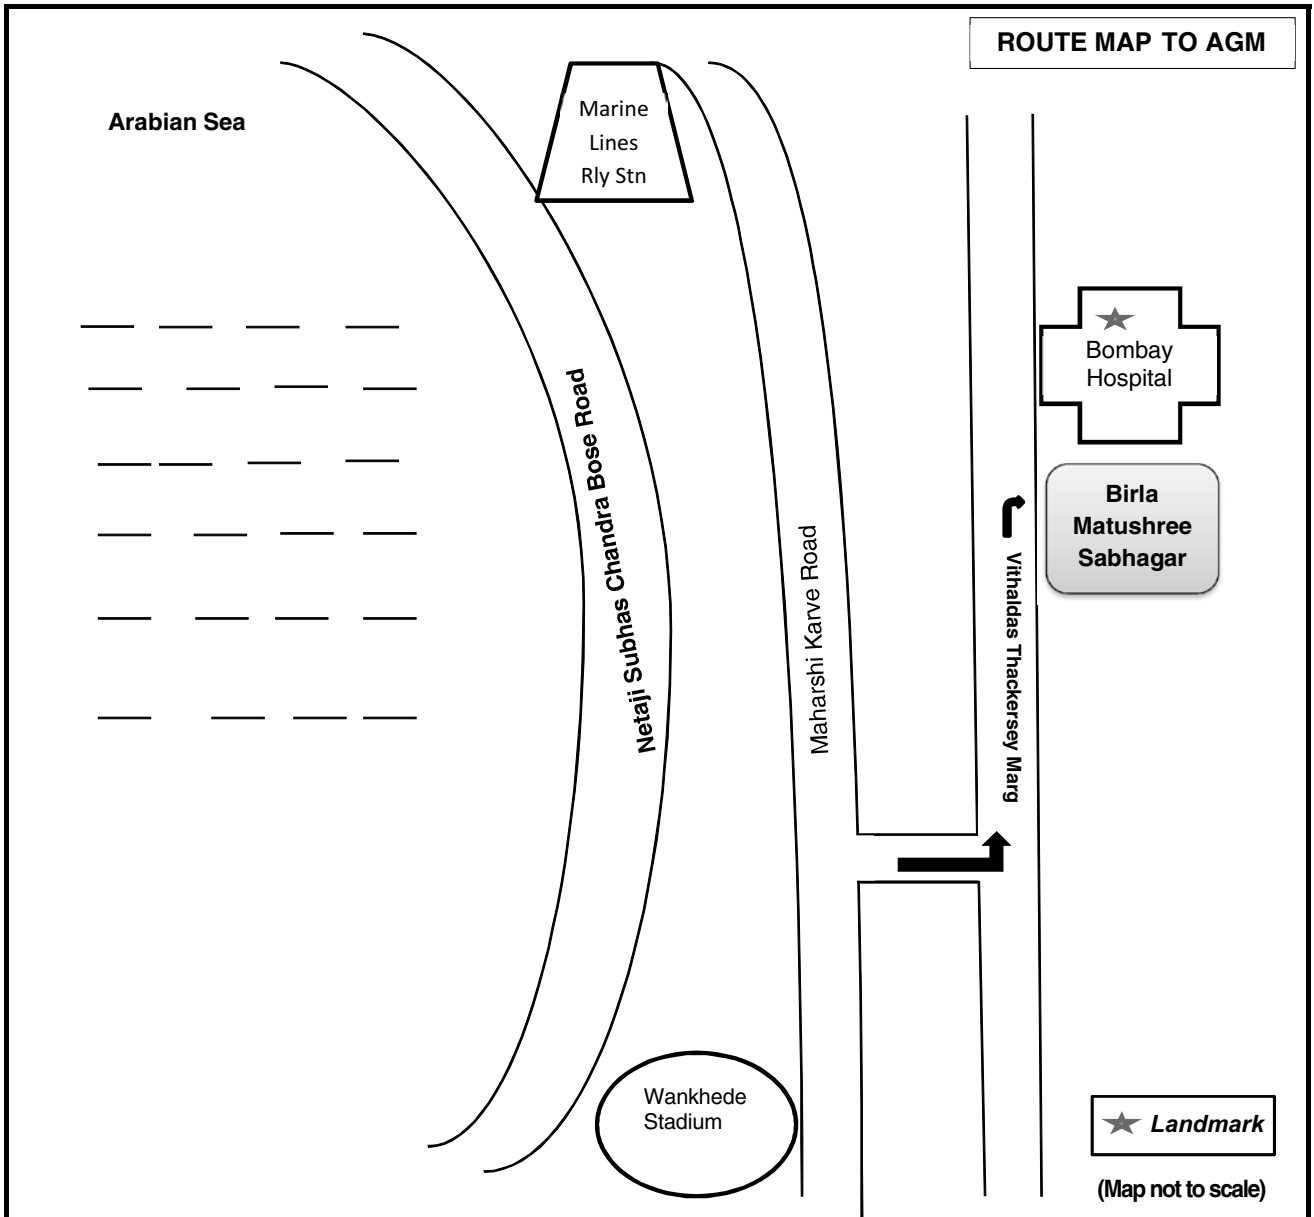 ROUTE MAP TO AGM
Arabian Sea
Marine
Lines
Rly Stn
Bombay
Hospital
Birla
Matushree
Sabhagar
Netaji Subhas Chandra Bose Road
Maharshi Karve Road
Vithaldas Thackersey Marg
Wankhede
Stadium
Landmark
(Map not to scale)